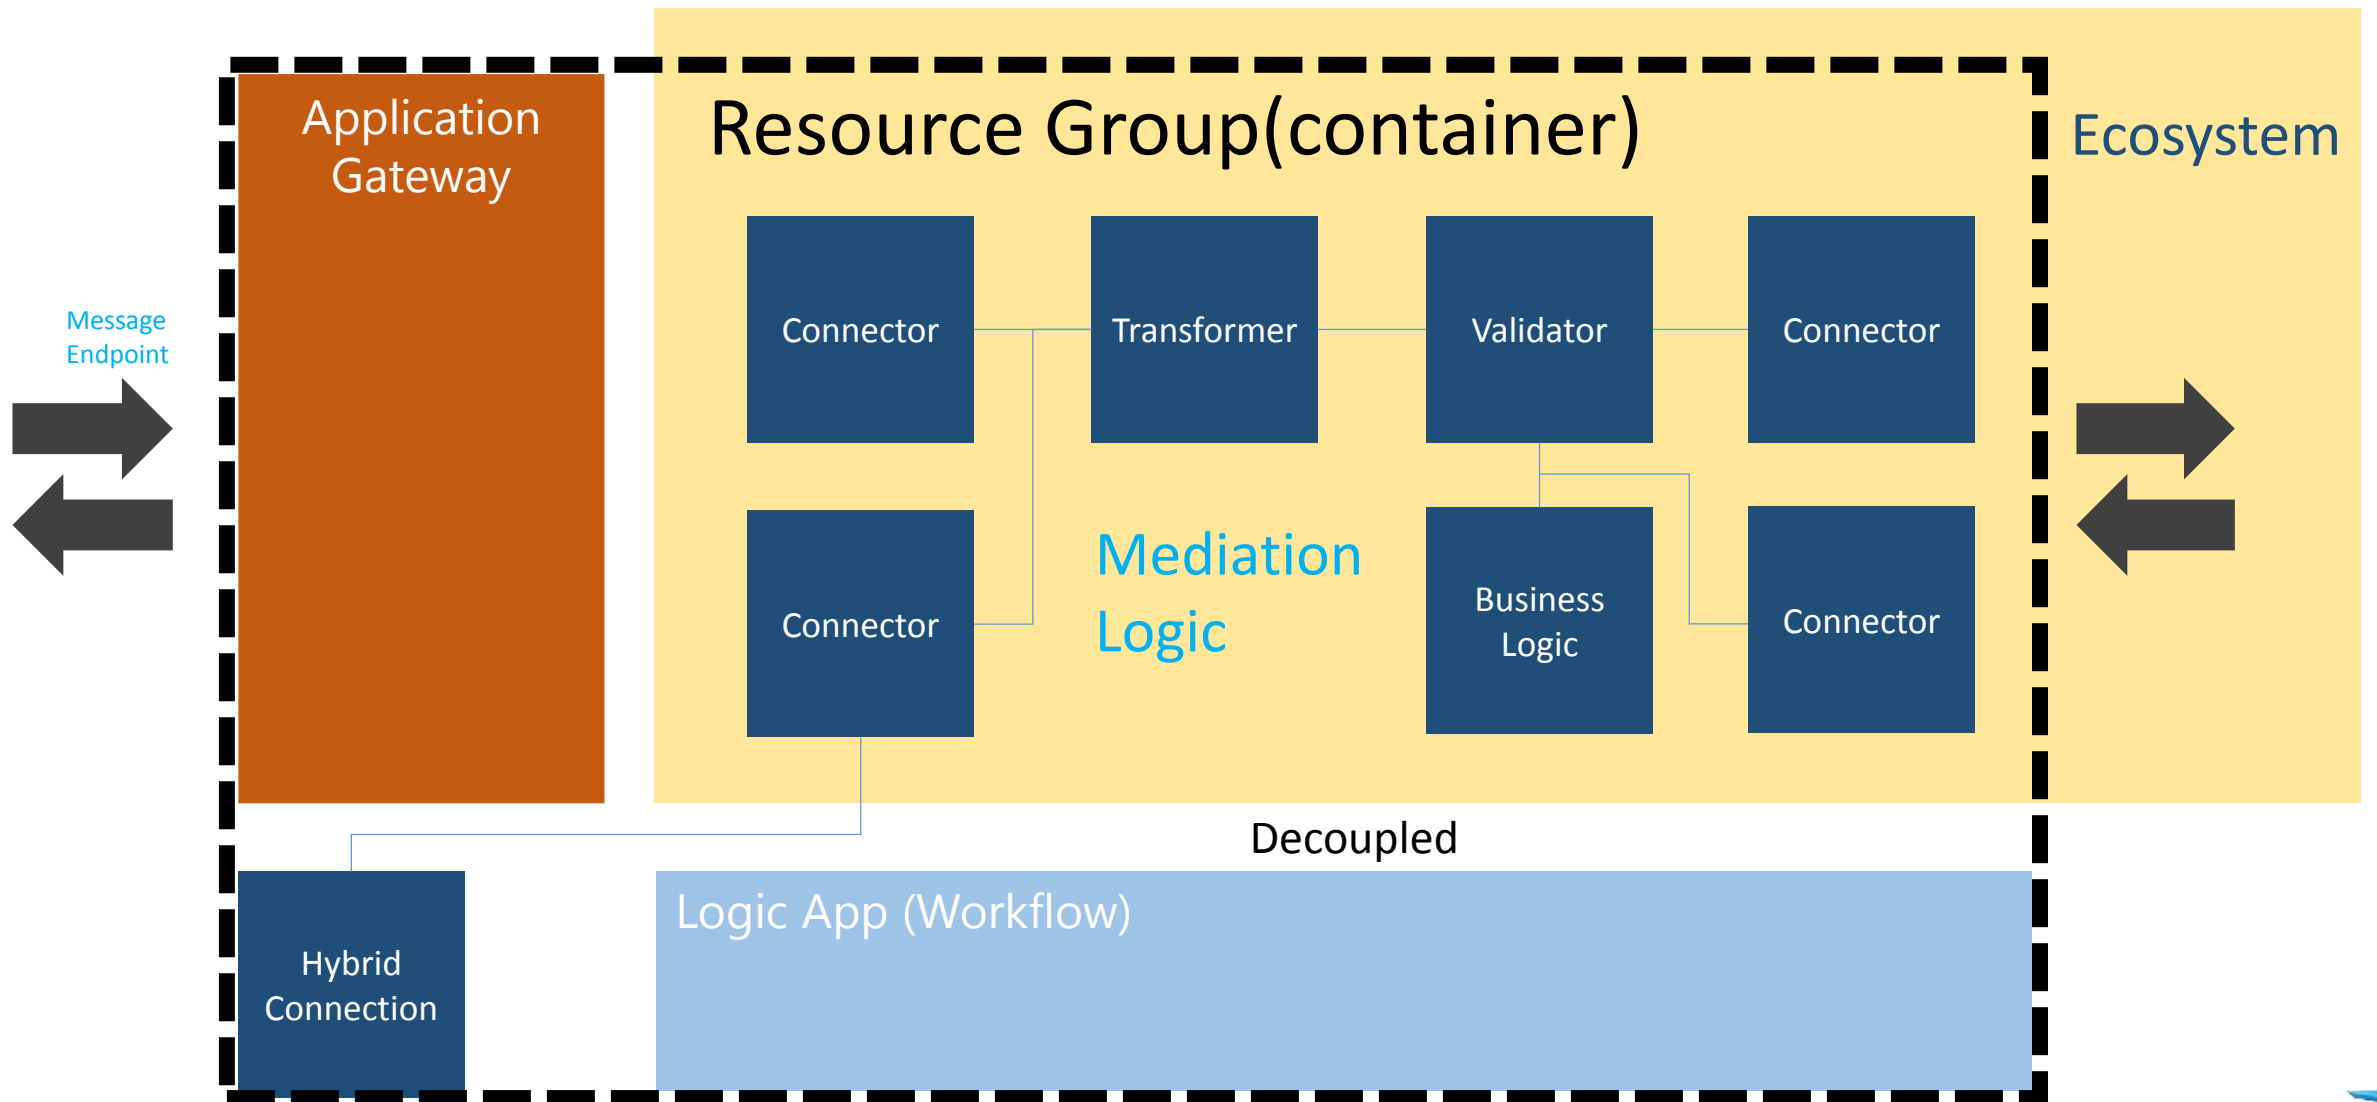 Application
Gateway
Resource Group(container)
Ecosystem
Message
Endpoint
Connector
Transformer
Validator
Connector
Connector
Mediation
Logic
Business
Logic
Connector
Decoupled
Hybrid
Connection
Logic App (Workflow)